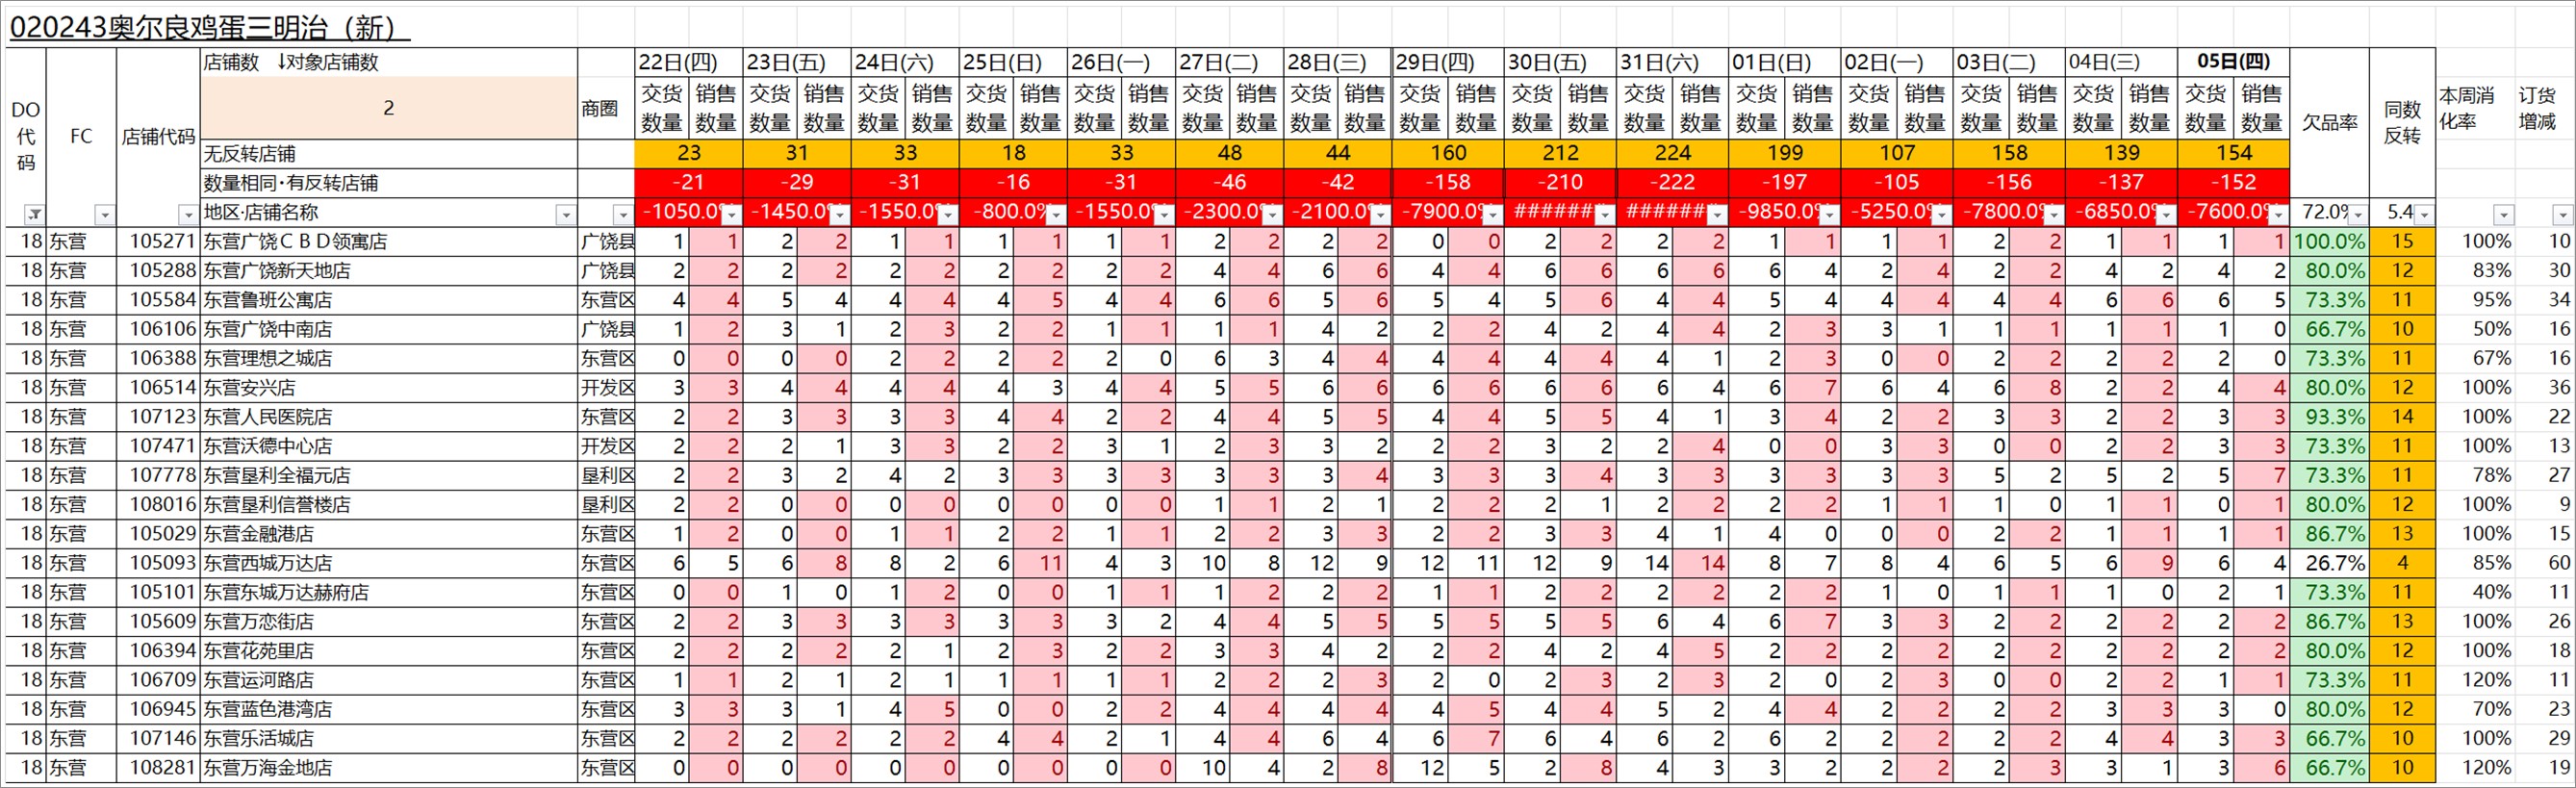 020243奥尔良鸡蛋三明治（新）
店铺数 ↓对象店铺数 22日(四) 23日(五) 24日(六) 25日(日) 26日(一) 27日(二) 28日(三) 29日(四) 30日(五) 31日(六) 01日(日) 02日(一) 03日(二) 04日(三) 05日(四)
DO代码 FC 店铺代码 2 商圈 交货数量 销售数量 交货数量 销售数量 交货数量 销售数量 交货数量 销售数量 交货数量 销售数量 交货数量 销售数量 交货数量 销售数量 交货数量 销售数量 交货数量 销售数量 交货数量 销售数量 交货数量 销售数量 交货数量 销售数量 交货数量 销售数量 交货数量 销售数量 交货数量 销售数量 欠品率 同数反转 本周消化率 订货增减
无反转店铺 23 31 33 18 33 48 44 160 212 224 199 107 158 139 154
数量相同·有反转店铺 -21 -29 -31 -16 -31 -46 -42 -158 -210 -222 -197 -105 -156 -137 -152
地区·店铺名称 -1050.0% -1450.0% -1550.0% -800.0% -1550.0% -2300.0% -2100.0% -7900.0% ####### ####### -9850.0% -5250.0% -7800.0% -6850.0% -7600.0% 72.0% 5.4
18 东营 105271 东营广饶ＣＢＤ领寓店 广饶县 1 1 2 2 1 1 1 1 1 1 2 2 2 2 0 0 2 2 2 2 1 1 1 1 2 2 1 1 1 1 100.0% 15 100% 10
18 东营 105288 东营广饶新天地店 广饶县 2 2 2 2 2 2 2 2 2 2 4 4 6 6 4 4 6 6 6 6 6 4 2 4 2 2 4 2 4 2 80.0% 12 83% 30
18 东营 105584 东营鲁班公寓店 东营区 4 4 5 4 4 4 4 5 4 4 6 6 5 6 5 4 5 6 4 4 5 4 4 4 4 4 6 6 6 5 73.3% 11 95% 34
18 东营 106106 东营广饶中南店 广饶县 1 2 3 1 2 3 2 2 1 1 1 1 4 2 2 2 4 2 4 4 2 3 3 1 1 1 1 1 1 0 66.7% 10 50% 16
18 东营 106388 东营理想之城店 东营区 0 0 0 0 2 2 2 2 2 0 6 3 4 4 4 4 4 4 4 1 2 3 0 0 2 2 2 2 2 0 73.3% 11 67% 16
18 东营 106514 东营安兴店 开发区 3 3 4 4 4 4 4 3 4 4 5 5 6 6 6 6 6 6 6 4 6 7 6 4 6 8 2 2 4 4 80.0% 12 100% 36
18 东营 107123 东营人民医院店 东营区 2 2 3 3 3 3 4 4 2 2 4 4 5 5 4 4 5 5 4 1 3 4 2 2 3 3 2 2 3 3 93.3% 14 100% 22
18 东营 107471 东营沃德中心店 开发区 2 2 2 1 3 3 2 2 3 1 2 3 3 2 2 2 3 2 2 4 0 0 3 3 0 0 2 2 3 3 73.3% 11 100% 13
18 东营 107778 东营垦利全福元店 垦利区 2 2 3 2 4 2 3 3 3 3 3 3 3 4 3 3 3 4 3 3 3 3 3 3 5 2 5 2 5 7 73.3% 11 78% 27
18 东营 108016 东营垦利信誉楼店 垦利区 2 2 0 0 0 0 0 0 0 0 1 1 2 1 2 2 2 1 2 2 2 2 1 1 1 0 1 1 0 1 80.0% 12 100% 9
18 东营 105029 东营金融港店 东营区 1 2 0 0 1 1 2 2 1 1 2 2 3 3 2 2 3 3 4 1 4 0 0 0 2 2 1 1 1 1 86.7% 13 100% 15
18 东营 105093 东营西城万达店 东营区 6 5 6 8 8 2 6 11 4 3 10 8 12 9 12 11 12 9 14 14 8 7 8 4 6 5 6 9 6 4 26.7% 4 85% 60
18 东营 105101 东营东城万达赫府店 东营区 0 0 1 0 1 2 0 0 1 1 1 2 2 2 1 1 2 2 2 2 2 2 1 0 1 1 1 0 2 1 73.3% 11 40% 11
18 东营 105609 东营万恋街店 东营区 2 2 3 3 3 3 3 3 3 2 4 4 5 5 5 5 5 5 6 4 6 7 3 3 2 2 2 2 2 2 86.7% 13 100% 26
18 东营 106394 东营花苑里店 东营区 2 2 2 2 2 1 2 3 2 2 3 3 4 2 2 2 4 2 4 5 2 2 2 2 2 2 2 2 2 2 80.0% 12 100% 18
18 东营 106709 东营运河路店 东营区 1 1 2 1 2 1 1 1 1 1 2 2 2 3 2 0 2 3 2 3 2 0 2 3 0 0 2 2 1 1 73.3% 11 120% 11
18 东营 106945 东营蓝色港湾店 东营区 3 3 3 1 4 5 0 0 2 2 4 4 4 4 4 5 4 4 5 2 4 4 2 2 2 2 3 3 3 0 80.0% 12 70% 23
18 东营 107146 东营乐活城店 东营区 2 2 2 2 2 2 4 4 2 1 4 4 6 4 6 7 6 4 6 2 6 2 2 2 2 2 4 4 3 3 66.7% 10 100% 29
18 东营 108281 东营万海金地店 东营区 0 0 0 0 0 0 0 0 0 0 10 4 2 8 12 5 2 8 4 3 3 2 2 2 2 3 3 1 3 6 66.7% 10 120% 19